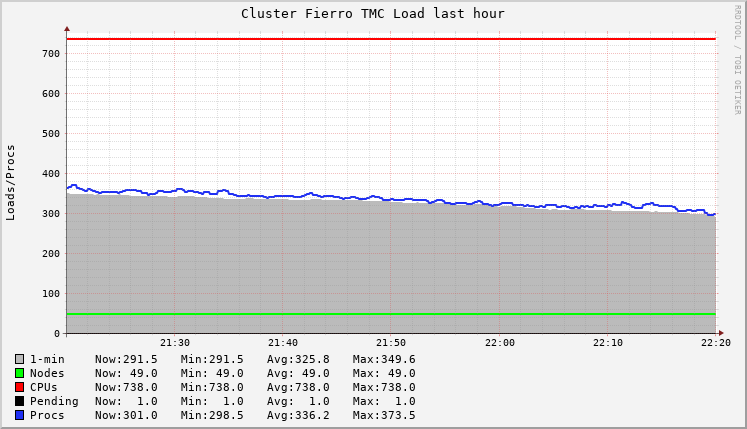 Cluster Fierro TMC Load last hour
RRDTOOL / TOBI OETIKER
Loads/Procs
700
600
500
400
300
200
100
0
21:30 21:40 21:50 22:00 22:10 22:20
1-min Now:291.5 Min:291.5 Avg:325.8 Max:349.6
Nodes Now: 49.0 Min: 49.0 Avg: 49.0 Max: 49.0
CPUs Now:738.0 Min:738.0 Avg:738.0 Max:738.0
Pending Now: 1.0 Min: 1.0 Avg: 1.0 Max: 1.0
Procs Now:301.0 Min:298.5 Avg:336.2 Max:373.5